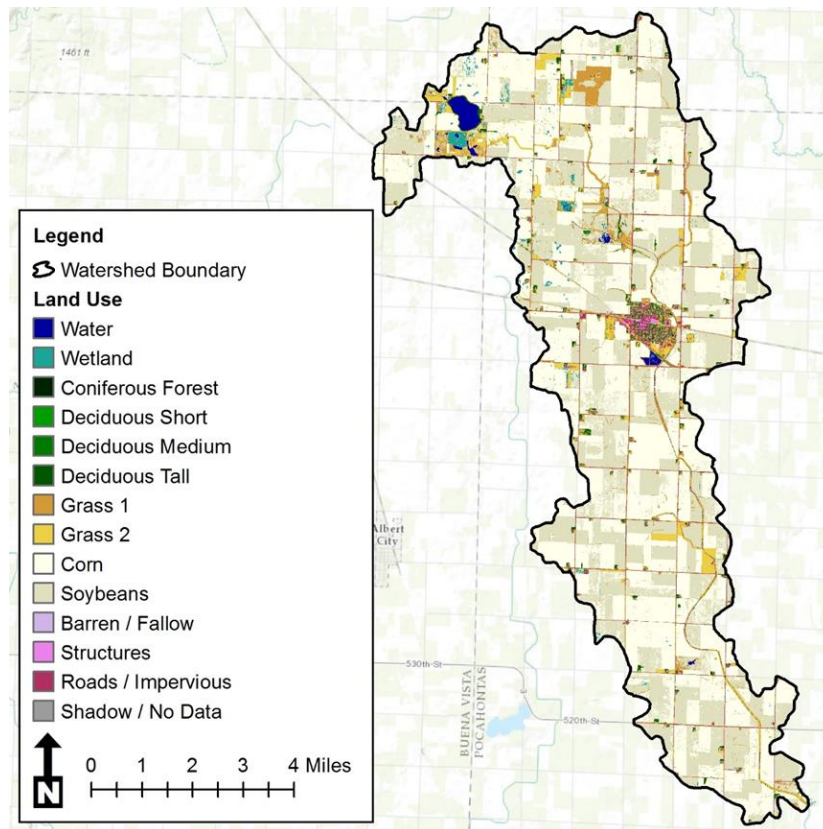 1461 ft
Legend
Watershed Boundary
Land Use
Water
Wetland
Coniferous Forest
Deciduous Short
Deciduous Medium
Deciduous Tall
Grass 1
Grass 2
Corn
Soybeans
Barren / Fallow
Structures
Roads / Impervious
Shadow / No Data
N
0 1 2 3 4 Miles
Albert
City
530th St
520th St
BUENA VISTA
POCAHONTAS